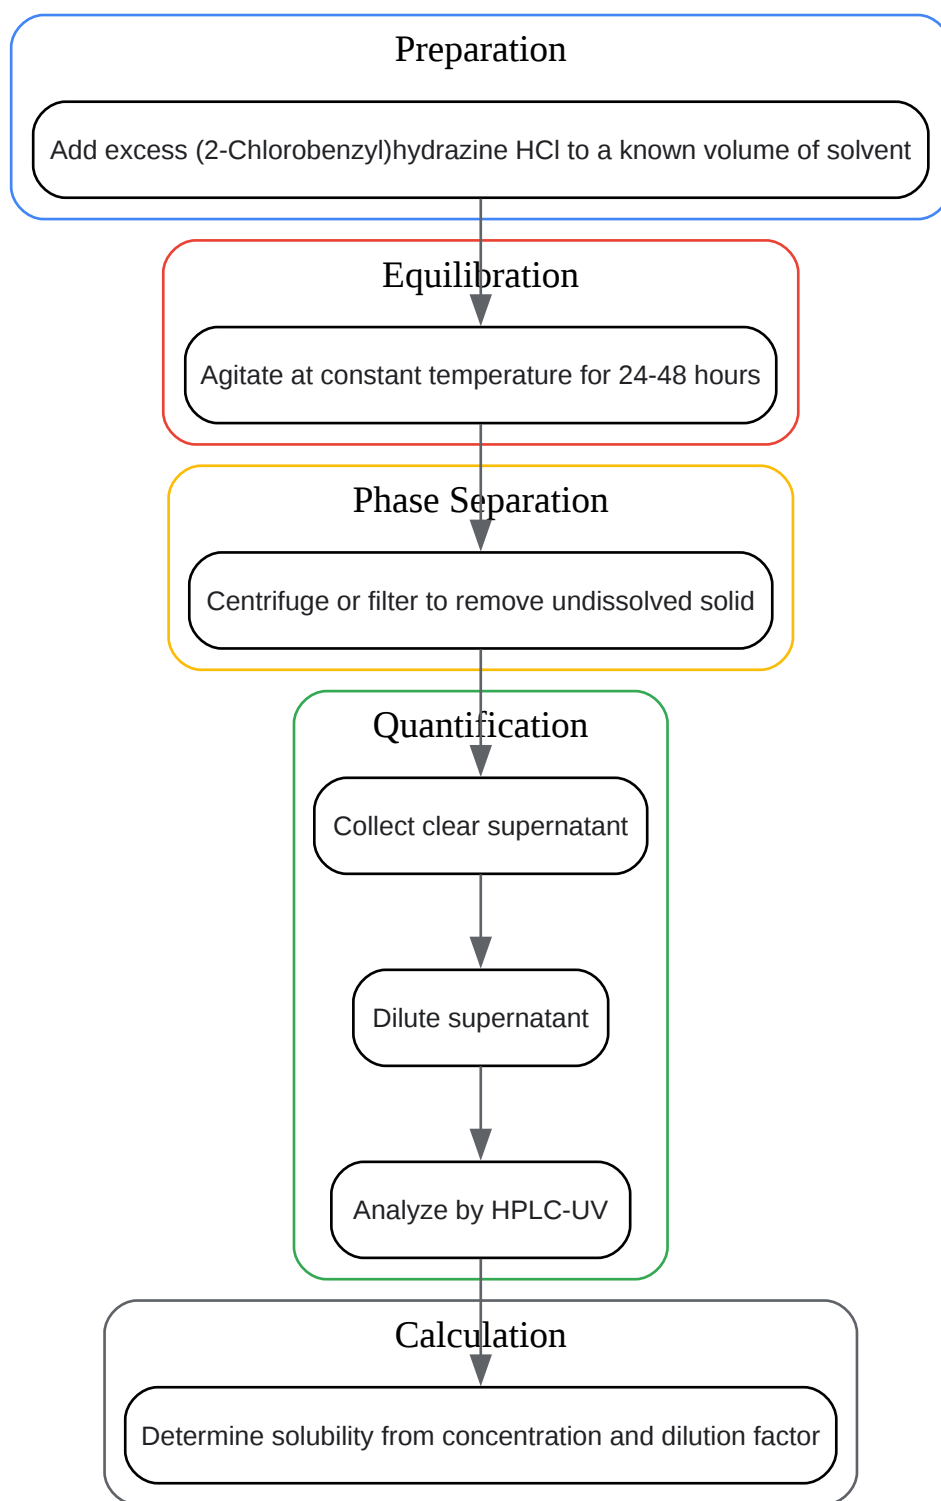 Preparation
Add excess (2-Chlorobenzyl)hydrazine HCl to a known volume of solvent
Equilibration
Agitate at constant temperature for 24-48 hours
Phase Separation
Centrifuge or filter to remove undissolved solid
Quantification
Collect clear supernatant
Dilute supernatant
Analyze by HPLC-UV
Calculation
Determine solubility from concentration and dilution factor